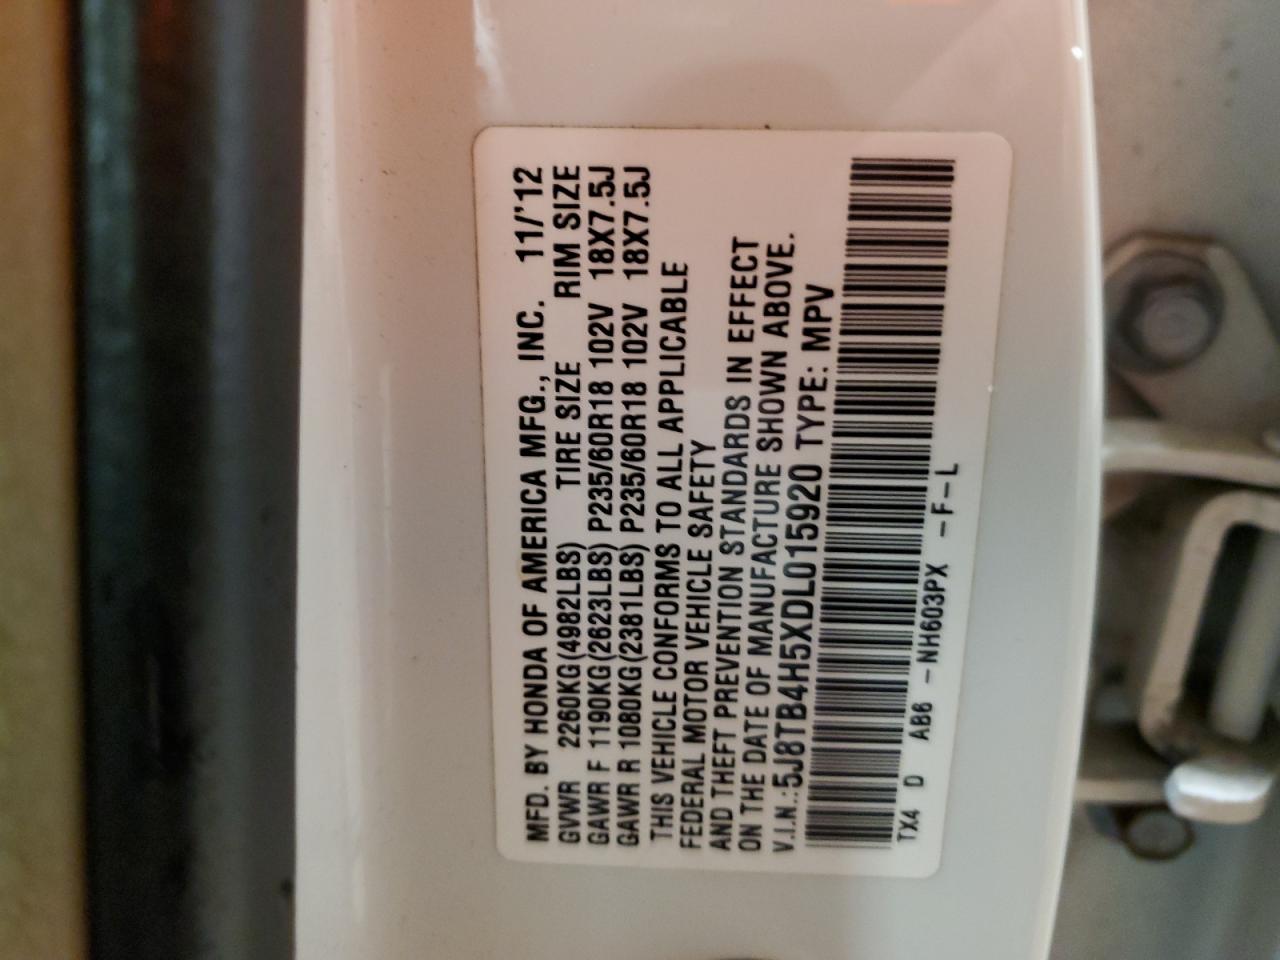 MFD. BY HONDA OF AMERICA MFG., INC. 11/'12
GVWR 2260KG(4982LBS) TIRE SIZE RIM SIZE
GAWR F 1190KG(2623LBS) P235/60R18 102V 18X7.5J
GAWR R 1080KG(2381LBS) P235/60R18 102V 18X7.5J
THIS VEHICLE CONFORMS TO ALL APPLICABLE
FEDERAL MOTOR VEHICLE SAFETY
AND THEFT PREVENTION STANDARDS IN EFFECT
ON THE DATE OF MANUFACTURE SHOWN ABOVE.
V.I.N.:5J8TB4H5XDL015920 TYPE: MPV
TX4 D AB6 -NH603PX -F-L